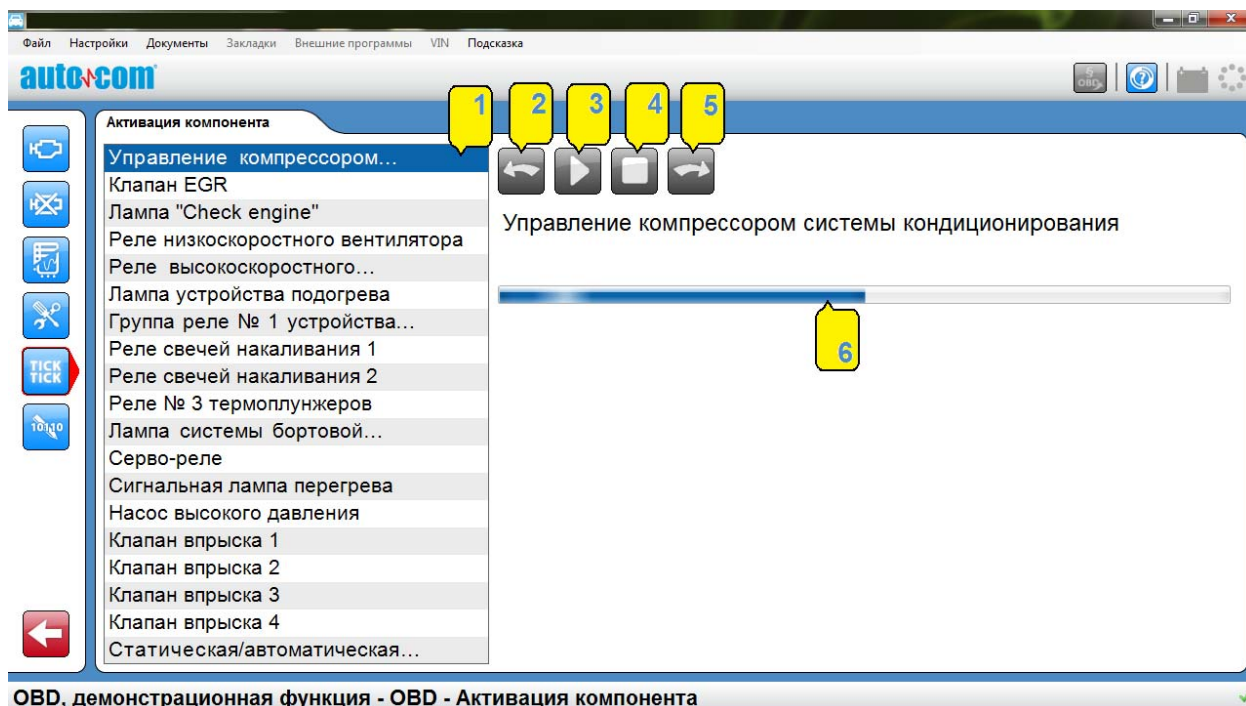 Файл Настройки Документы Закладки Внешние программы VIN Подсказка
auto com
OBD
1 2 3 4 5
Активация компонента
Управление компрессором...
Клапан EGR
Лампа "Check engine"
Реле низкоскоростного вентилятора
Реле высокоскоростного...
Лампа устройства подогрева
Группа реле № 1 устройства...
Реле свечей накаливания 1
Реле свечей накаливания 2
Реле № 3 термоплунжеров
Лампа системы бортовой...
Серво-реле
Сигнальная лампа перегрева
Насос высокого давления
Клапан впрыска 1
Клапан впрыска 2
Клапан впрыска 3
Клапан впрыска 4
Статическая/автоматическая...
Управление компрессором системы кондиционирования
6
TICK
TICK
10110
OBD, демонстрационная функция - OBD - Активация компонента